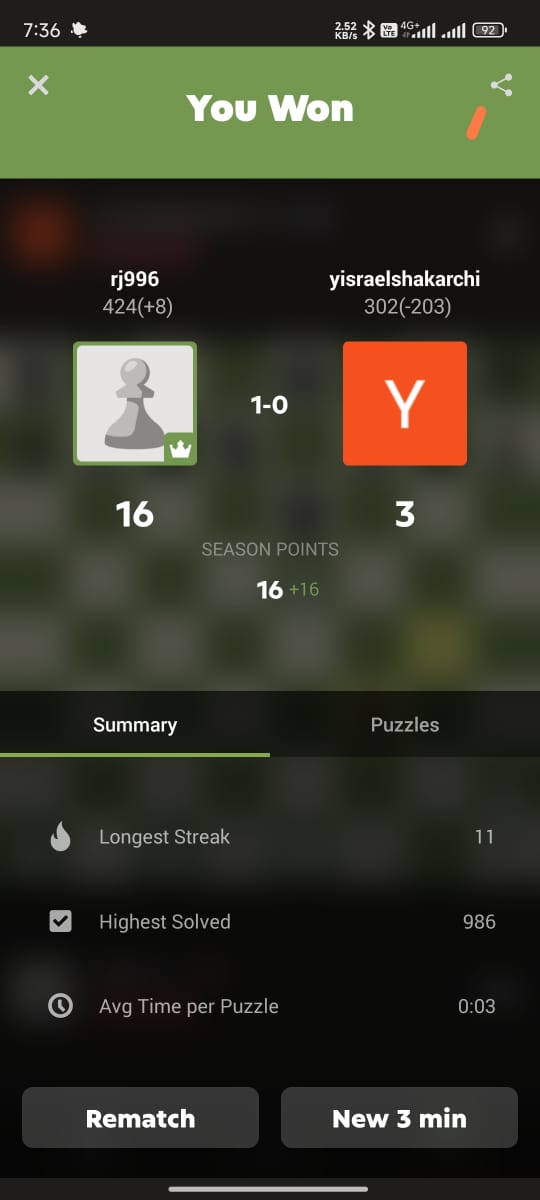 7:36 2.52 KB/s Vo LTE 4G+ 92
You Won
rj996 yisraelshakarchi
424(+8) 302(-203)
1-0 Y
16 3
SEASON POINTS
16 +16
Summary Puzzles
Longest Streak 11
Highest Solved 986
Avg Time per Puzzle 0:03
Rematch New 3 min